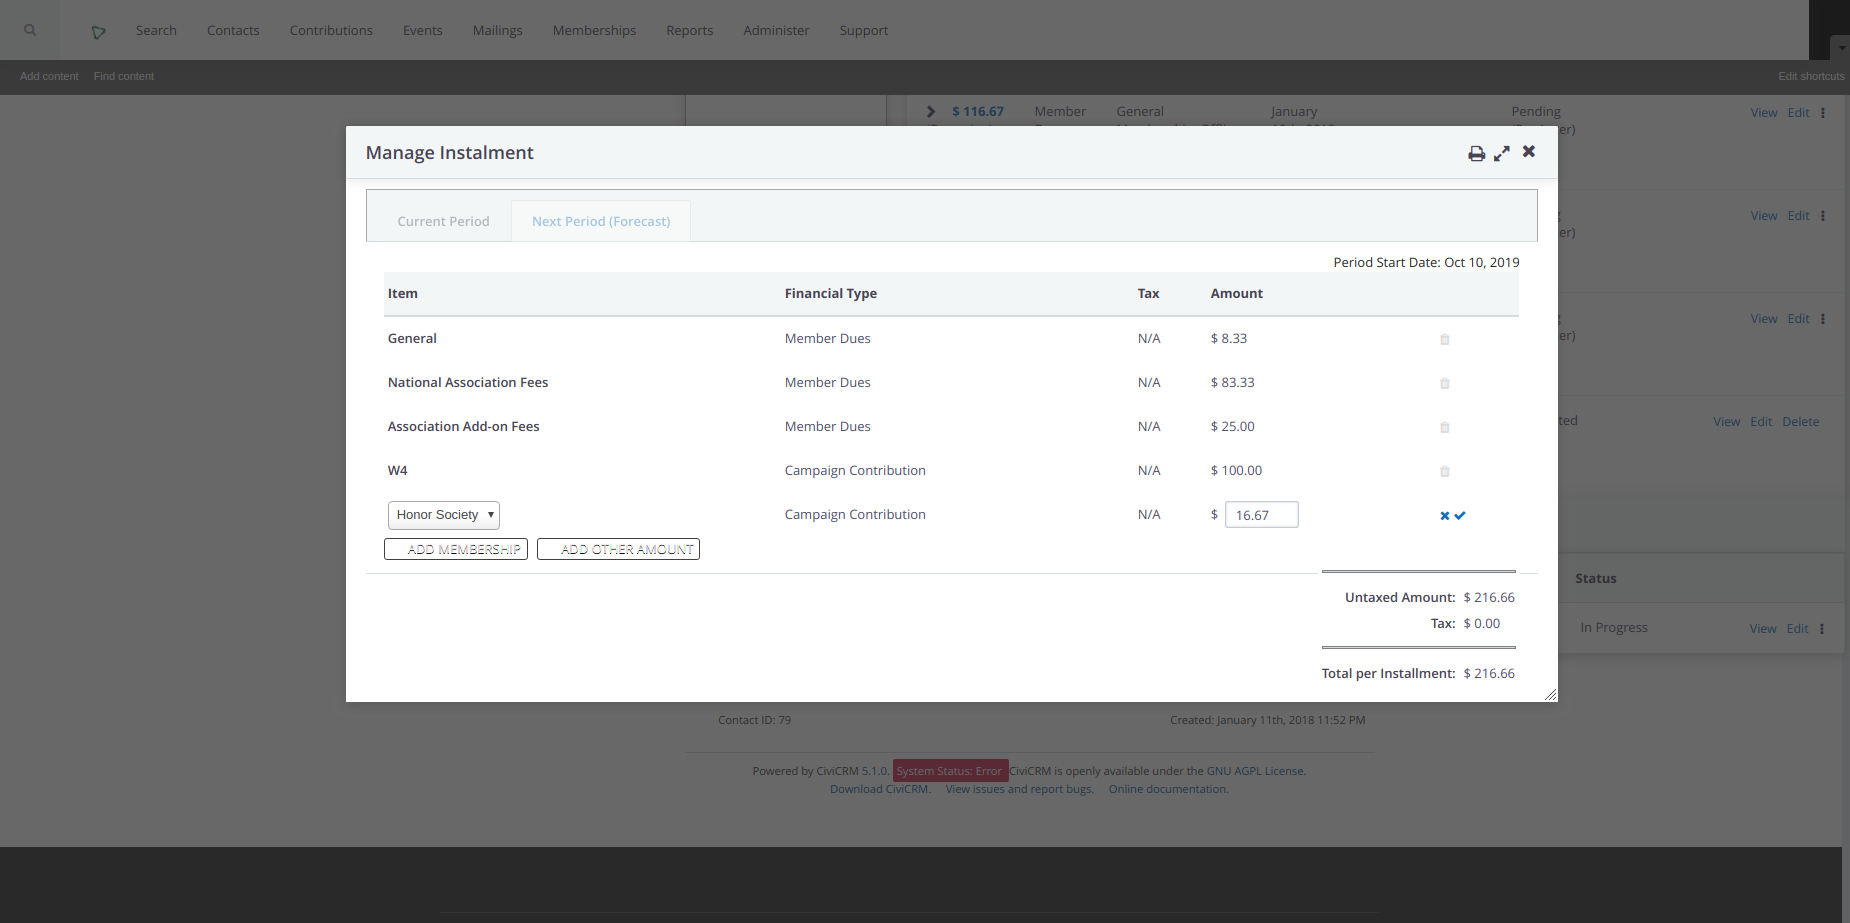 Search Contacts Contributions Events Mailings Memberships Reports Administer Support
Add content Find content Edit shortcuts
$ 116.67 Member General January Pending View Edit
er)
Manage Instalment
View Edit
er)
Current Period Next Period (Forecast)
Period Start Date: Oct 10, 2019
Item Financial Type Tax Amount
General Member Dues N/A $ 8.33
View Edit
er)
National Association Fees Member Dues N/A $ 83.33
Association Add-on Fees Member Dues N/A $ 25.00
ted View Edit Delete
W4 Campaign Contribution N/A $ 100.00
Honor Society Campaign Contribution N/A $ 16.67
ADD MEMBERSHIP ADD OTHER AMOUNT
Status
Untaxed Amount: $ 216.66
Tax: $ 0.00
In Progress View Edit
Total per Installment: $ 216.66
Contact ID: 79 Created: January 11th, 2018 11:52 PM
Powered by CiviCRM 5.1.0. System Status: Error CiviCRM is openly available under the GNU AGPL License.
Download CiviCRM. View issues and report bugs. Online documentation.